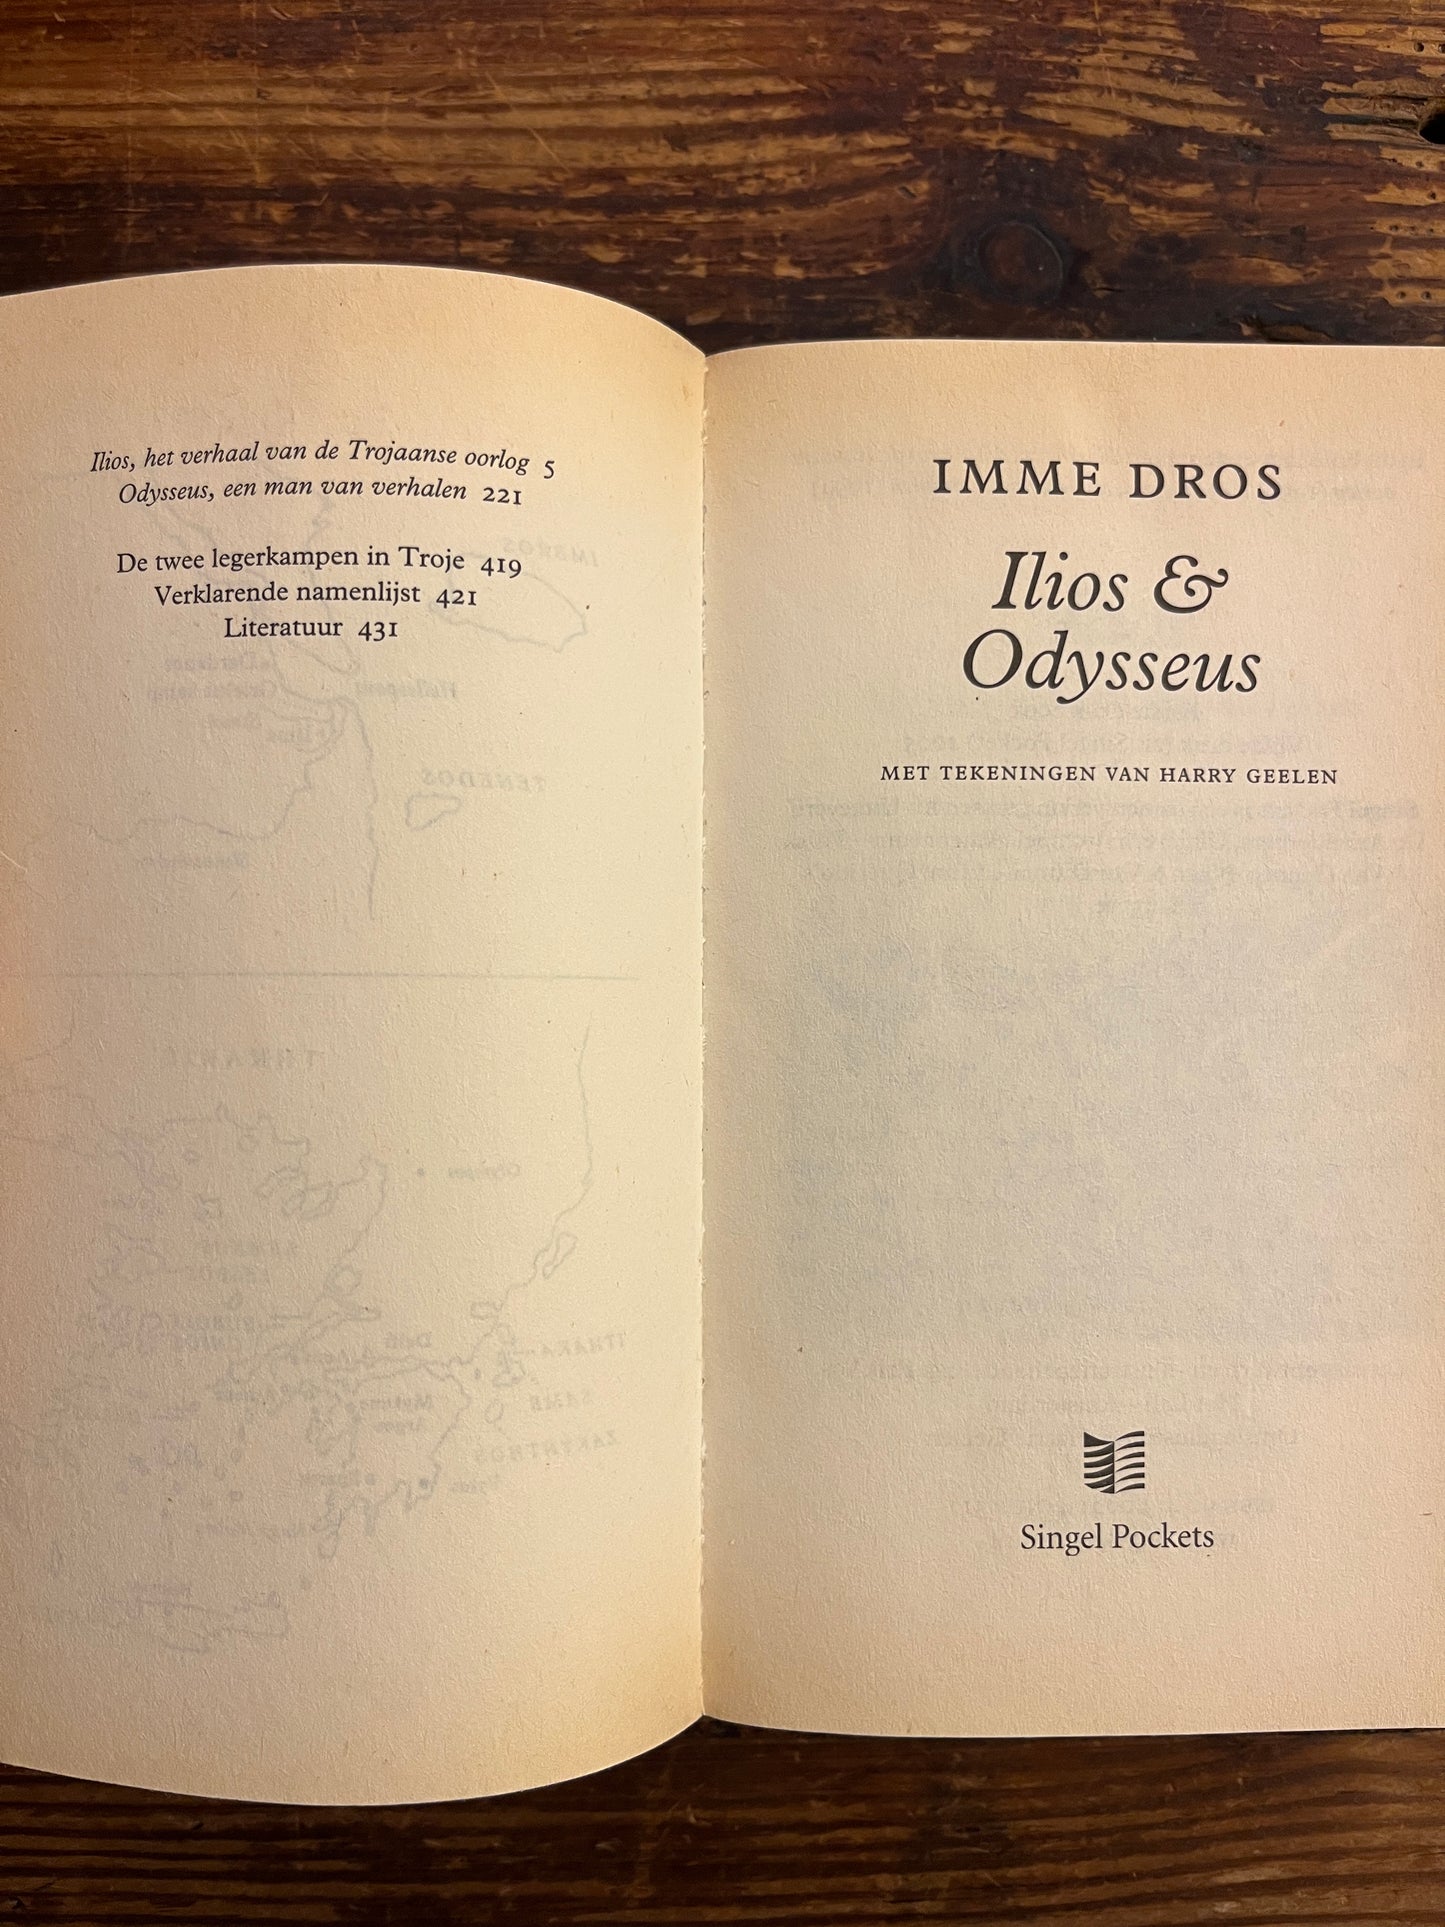 Ilios, het verhaal van de Trojaanse oorlog 5
Odysseus, een man van verhalen 221
De twee legerkampen in Troje 419
Verklarende namenlijst 421
Literatuur 431
IMME DROS
Ilios &
Odysseus
MET TEKENINGEN VAN HARRY GEELEN
Singel Pockets